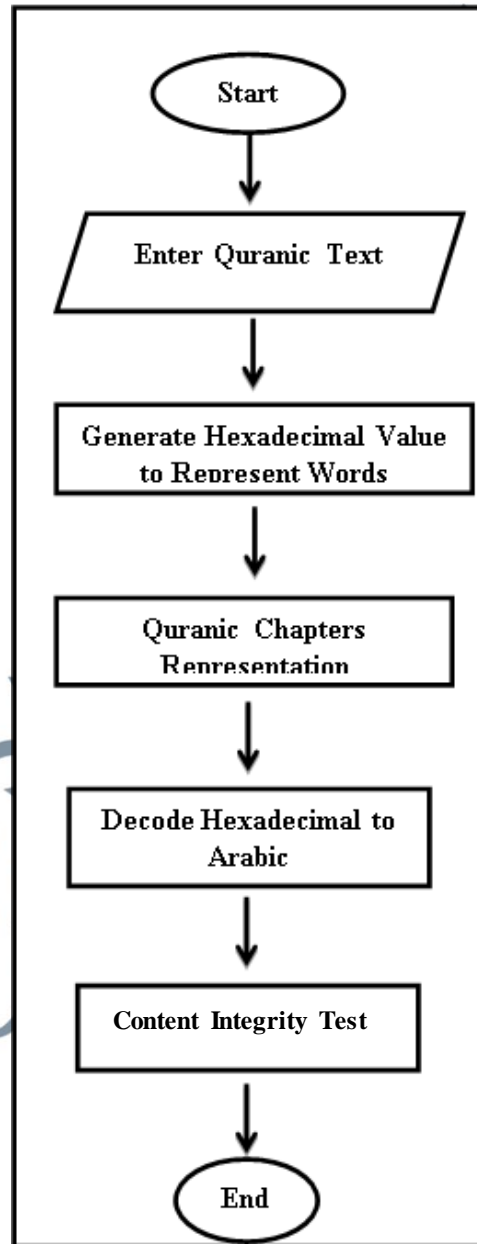 Start
Enter Quranic Text
Generate Hexadecimal Value
to Represent Words
Quranic Chapters
Representation
Decode Hexadecimal to
Arabic
Content Integrity Test
End